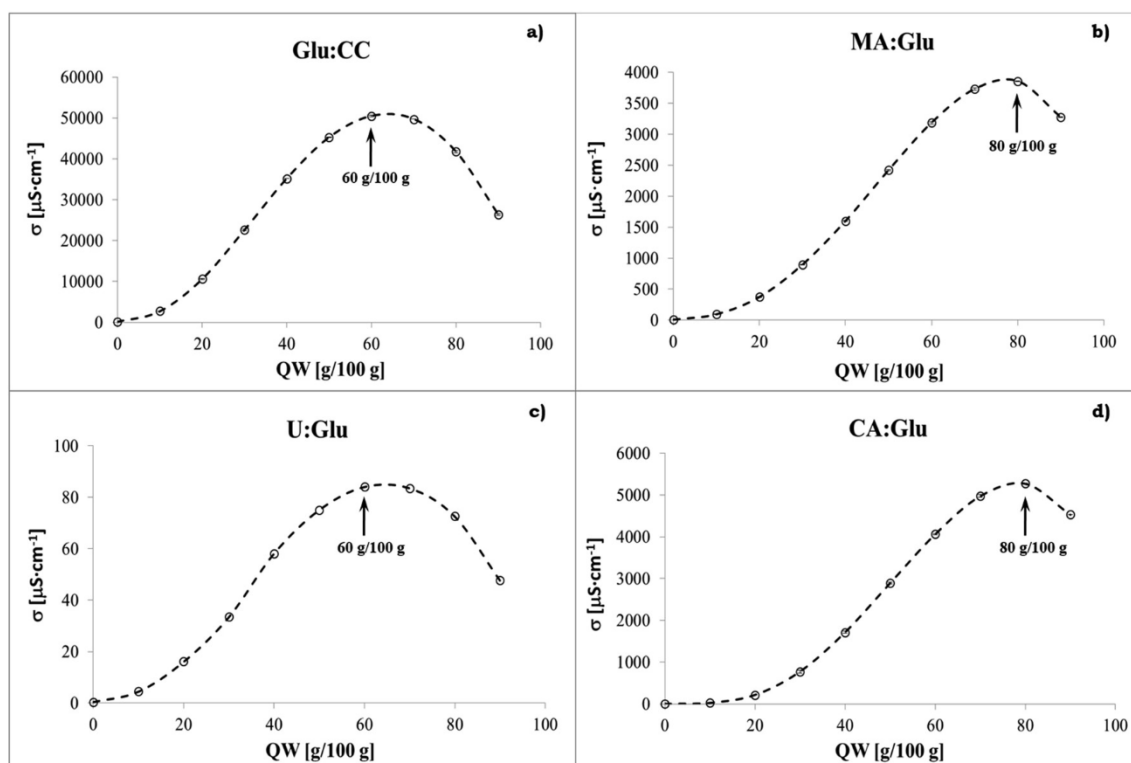 a)
Glu:CC
60000
50000
40000
30000
20000
10000
0
0 20 40 60 80 100
σ [µS·cm⁻¹]
QW [g/100 g]
60 g/100 g
b)
MA:Glu
4000
3500
3000
2500
2000
1500
1000
500
0
0 20 40 60 80 100
σ [µS·cm⁻¹]
QW [g/100 g]
80 g/100 g
c)
U:Glu
100
80
60
40
20
0
0 20 40 60 80 100
σ [µS·cm⁻¹]
QW [g/100 g]
60 g/100 g
d)
CA:Glu
6000
5000
4000
3000
2000
1000
0
0 20 40 60 80 100
σ [µS·cm⁻¹]
QW [g/100 g]
80 g/100 g